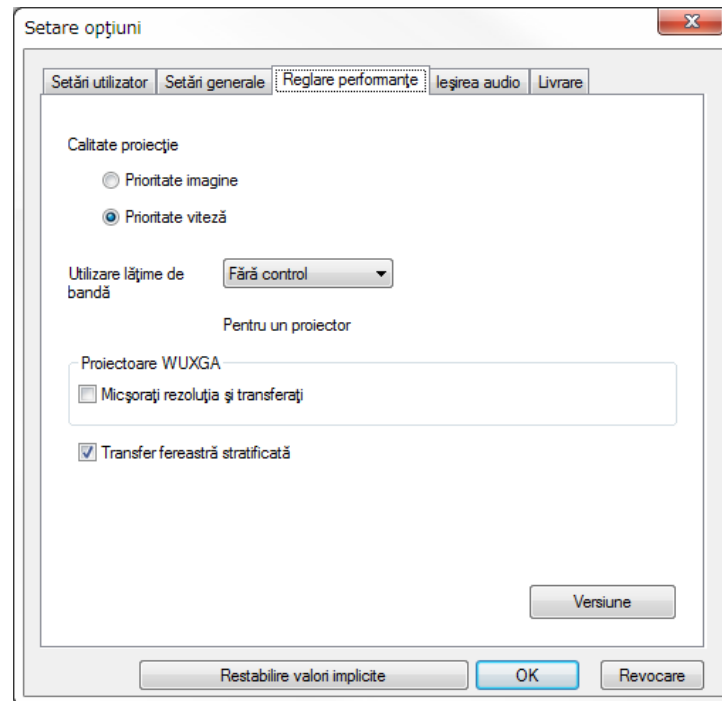 Setare opţiuni
Setări utilizator
Setări generale
Reglare performanţe
Ieşirea audio
Livrare
Calitate proiecţie
Prioritate imagine
Prioritate viteză
Utilizare lăţime de
bandă
Fără control
Pentru un proiector
Proiectoare WUXGA
Micşoraţi rezoluţia şi transferaţi
Transfer fereastră stratificată
Versiune
Restabilire valori implicite
OK
Revocare